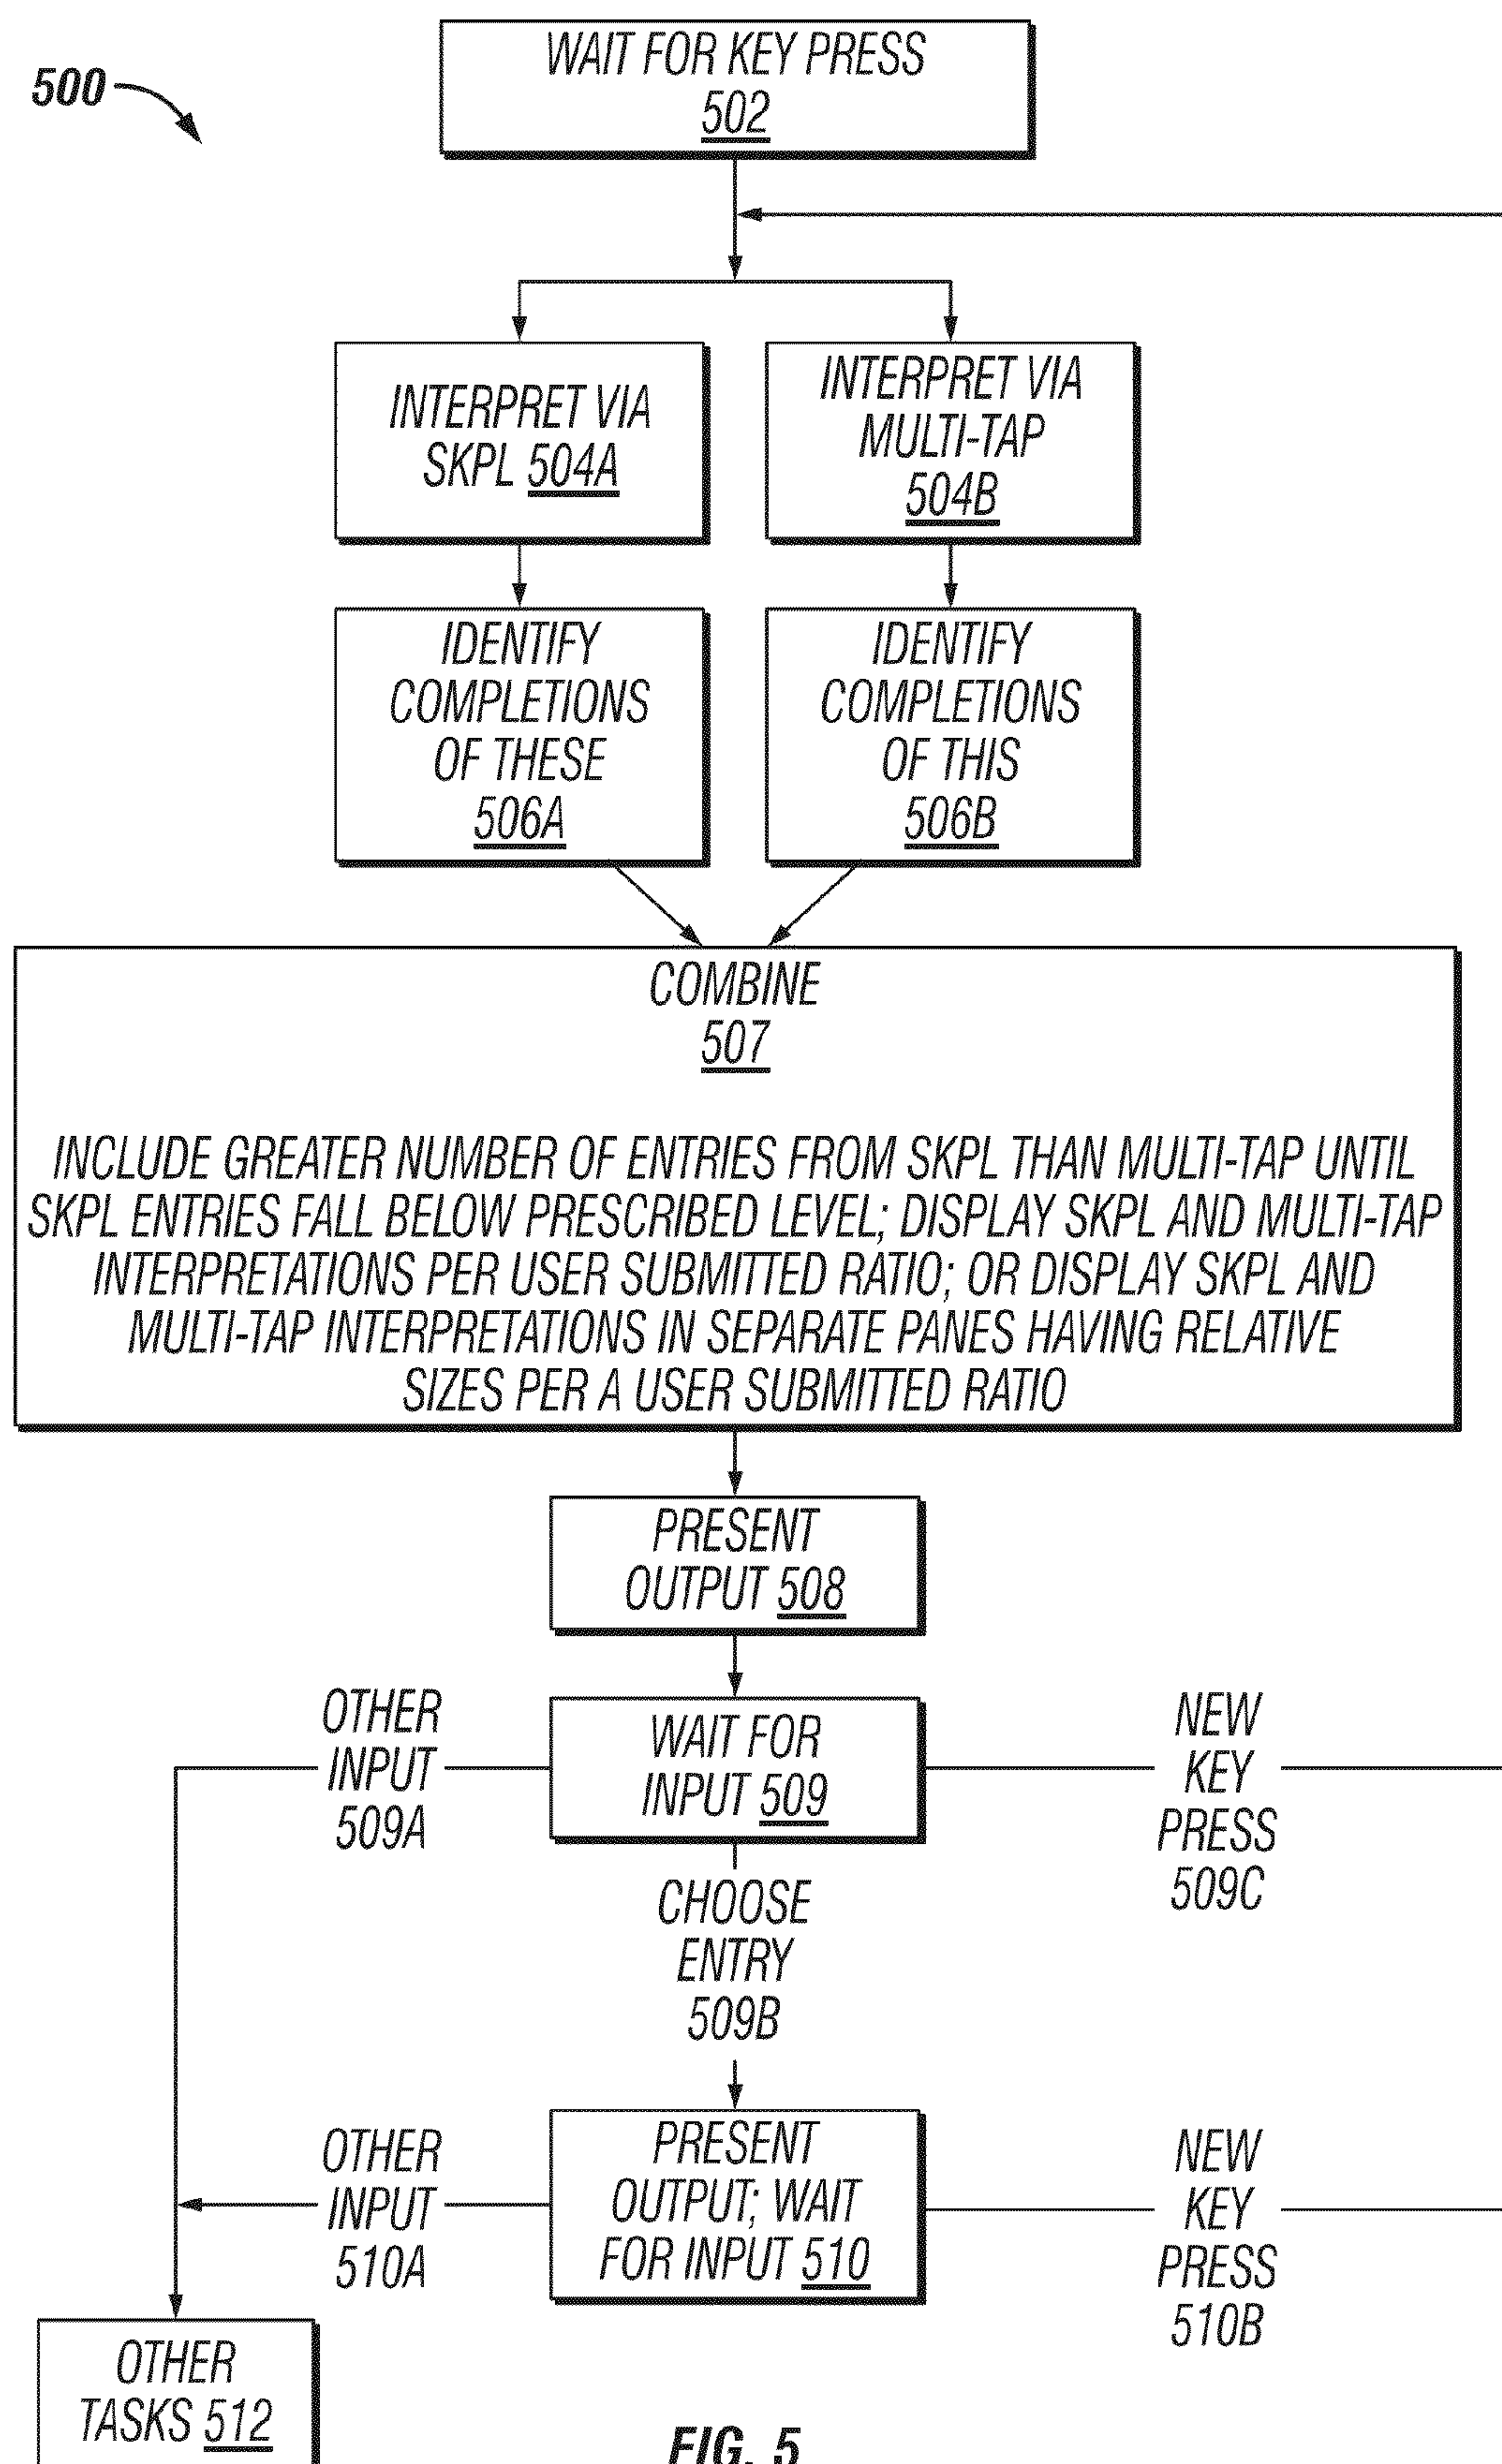 500
WAIT FOR KEY PRESS
502
INTERPRET VIA
SKPL 504A
INTERPRET VIA
MULTI-TAP
504B
IDENTIFY
COMPLETIONS
OF THESE
506A
IDENTIFY
COMPLETIONS
OF THIS
506B
COMBINE
507
INCLUDE GREATER NUMBER OF ENTRIES FROM SKPL THAN MULTI-TAP UNTIL
SKPL ENTRIES FALL BELOW PRESCRIBED LEVEL; DISPLAY SKPL AND MULTI-TAP
INTERPRETATIONS PER USER SUBMITTED RATIO; OR DISPLAY SKPL AND
MULTI-TAP INTERPRETATIONS IN SEPARATE PANES HAVING RELATIVE
SIZES PER A USER SUBMITTED RATIO
PRESENT
OUTPUT 508
OTHER
INPUT
509A
WAIT FOR
INPUT 509
NEW
KEY
PRESS
509C
CHOOSE
ENTRY
509B
OTHER
INPUT
510A
PRESENT
OUTPUT; WAIT
FOR INPUT 510
NEW
KEY
PRESS
510B
OTHER
TASKS 512
FIG. 5